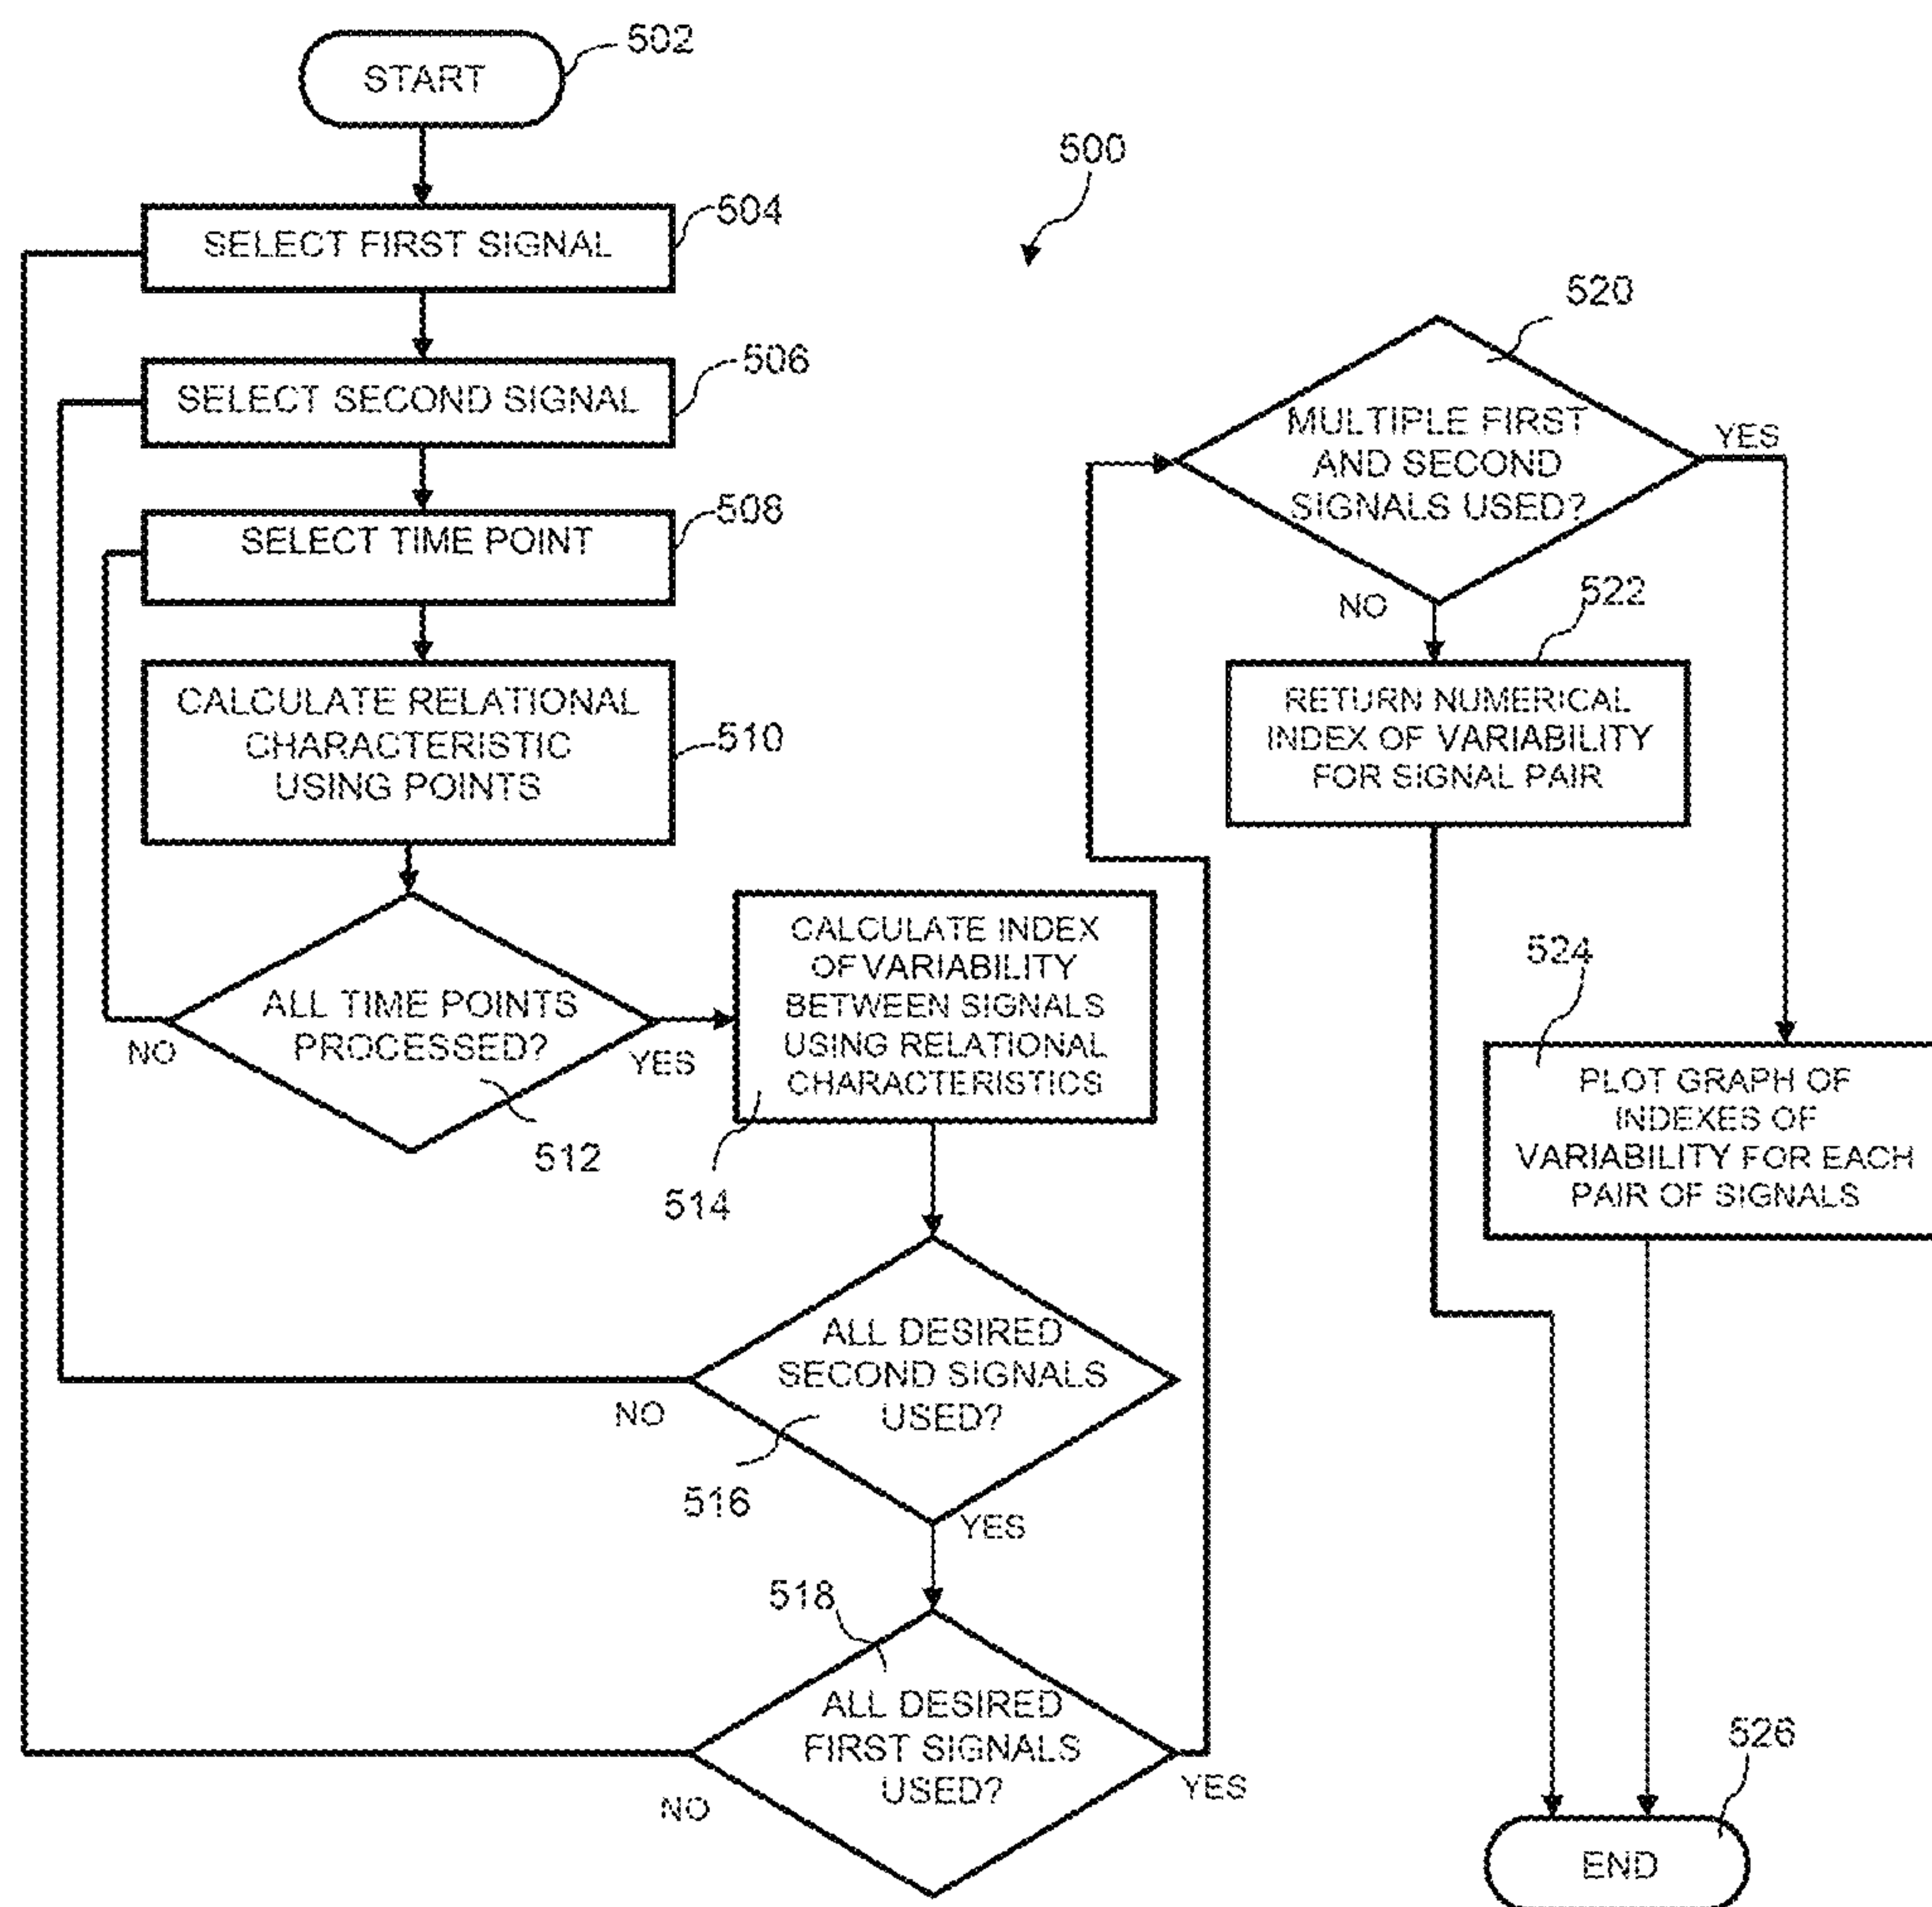 START
502
500
SELECT FIRST SIGNAL
504
SELECT SECOND SIGNAL
506
SELECT TIME POINT
508
CALCULATE RELATIONAL
CHARACTERISTIC
USING POINTS
510
ALL TIME POINTS
PROCESSED?
NO
YES
512
CALCULATE INDEX
OF VARIABILITY
BETWEEN SIGNALS
USING RELATIONAL
CHARACTERISTICS
514
ALL DESIRED
SECOND SIGNALS
USED?
NO
516
YES
518
ALL DESIRED
FIRST SIGNALS
USED?
NO
YES
520
MULTIPLE FIRST
AND SECOND
SIGNALS USED?
YES
NO
522
RETURN NUMERICAL
INDEX OF VARIABILITY
FOR SIGNAL PAIR
524
PLOT GRAPH OF
INDEXES OF
VARIABILITY FOR EACH
PAIR OF SIGNALS
526
END